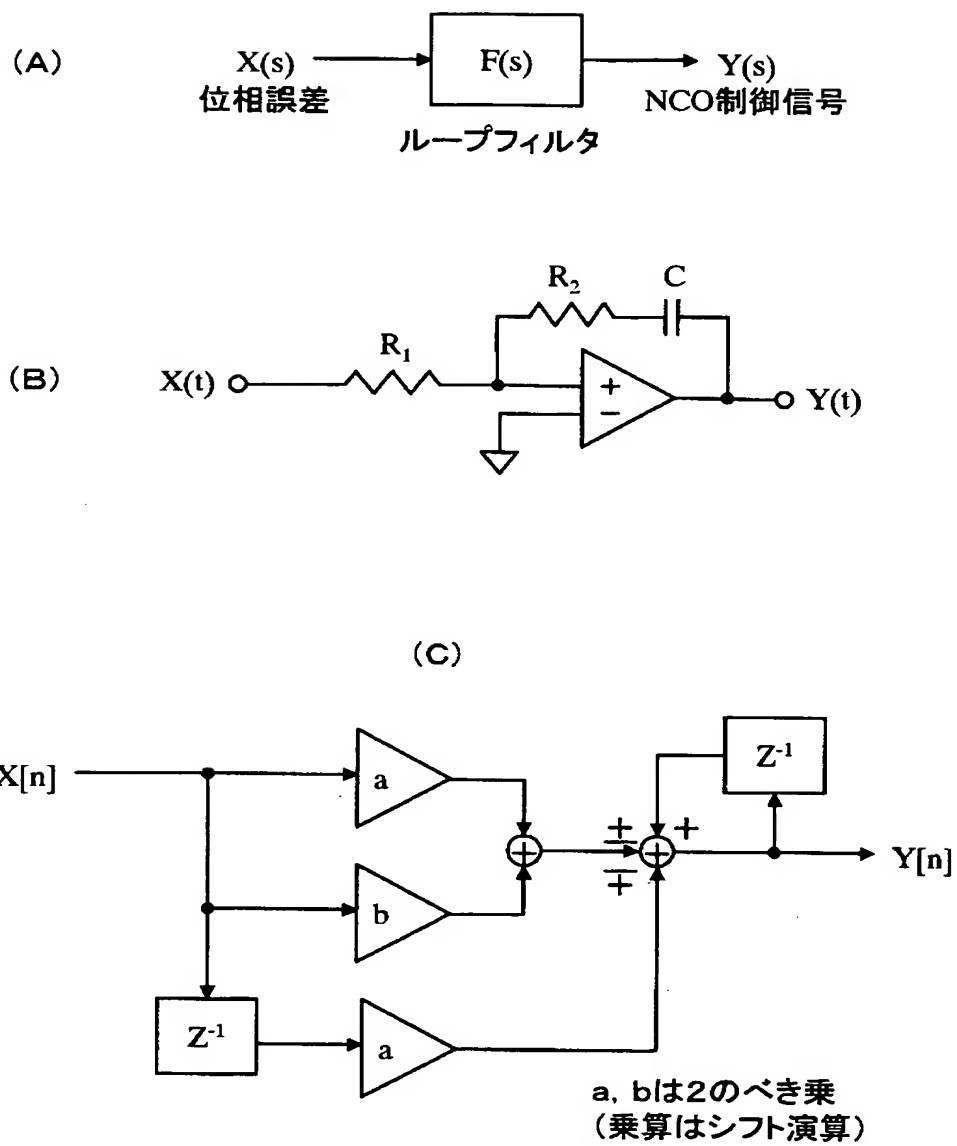 (A)
X(s)
位相誤差
F(s)
ループフィルタ
Y(s)
NCO制御信号
(B)
X(t)
R1
R2
C
+
−
Y(t)
(C)
X[n]
a
b
Z-1
a
+
±
+
∓
+
Z-1
Y[n]
a, bは2のべき乗
(乗算はシフト演算)